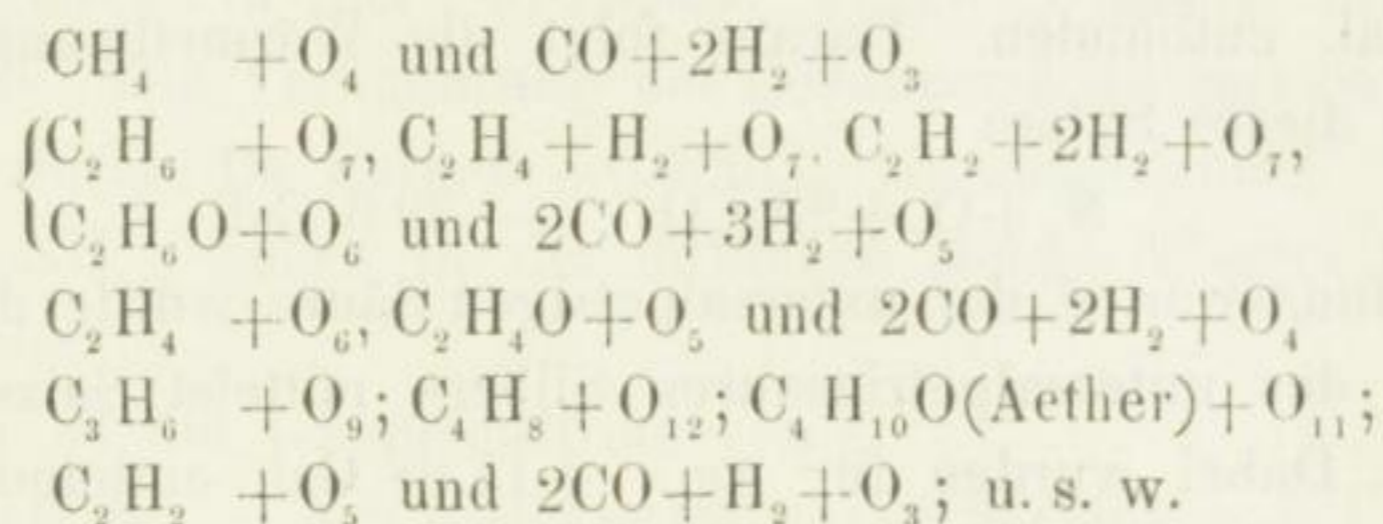 CH₄ +O₄ und CO+2H₂+O₃
C₂H₆ +O₇, C₂H₄+H₂+O₇. C₂H₂+2H₂+O₇,
C₂H₆O+O₆ und 2CO+3H₂+O₅
C₂H₄ +O₆, C₂H₄O+O₅ und 2CO+2H₂+O₄
C₃H₆ +O₉; C₄H₈+O₁₂; C₄H₁₀O(Aether)+O₁₁;
C₂H₂ +O₅ und 2CO+H₂+O₃; u. s. w.